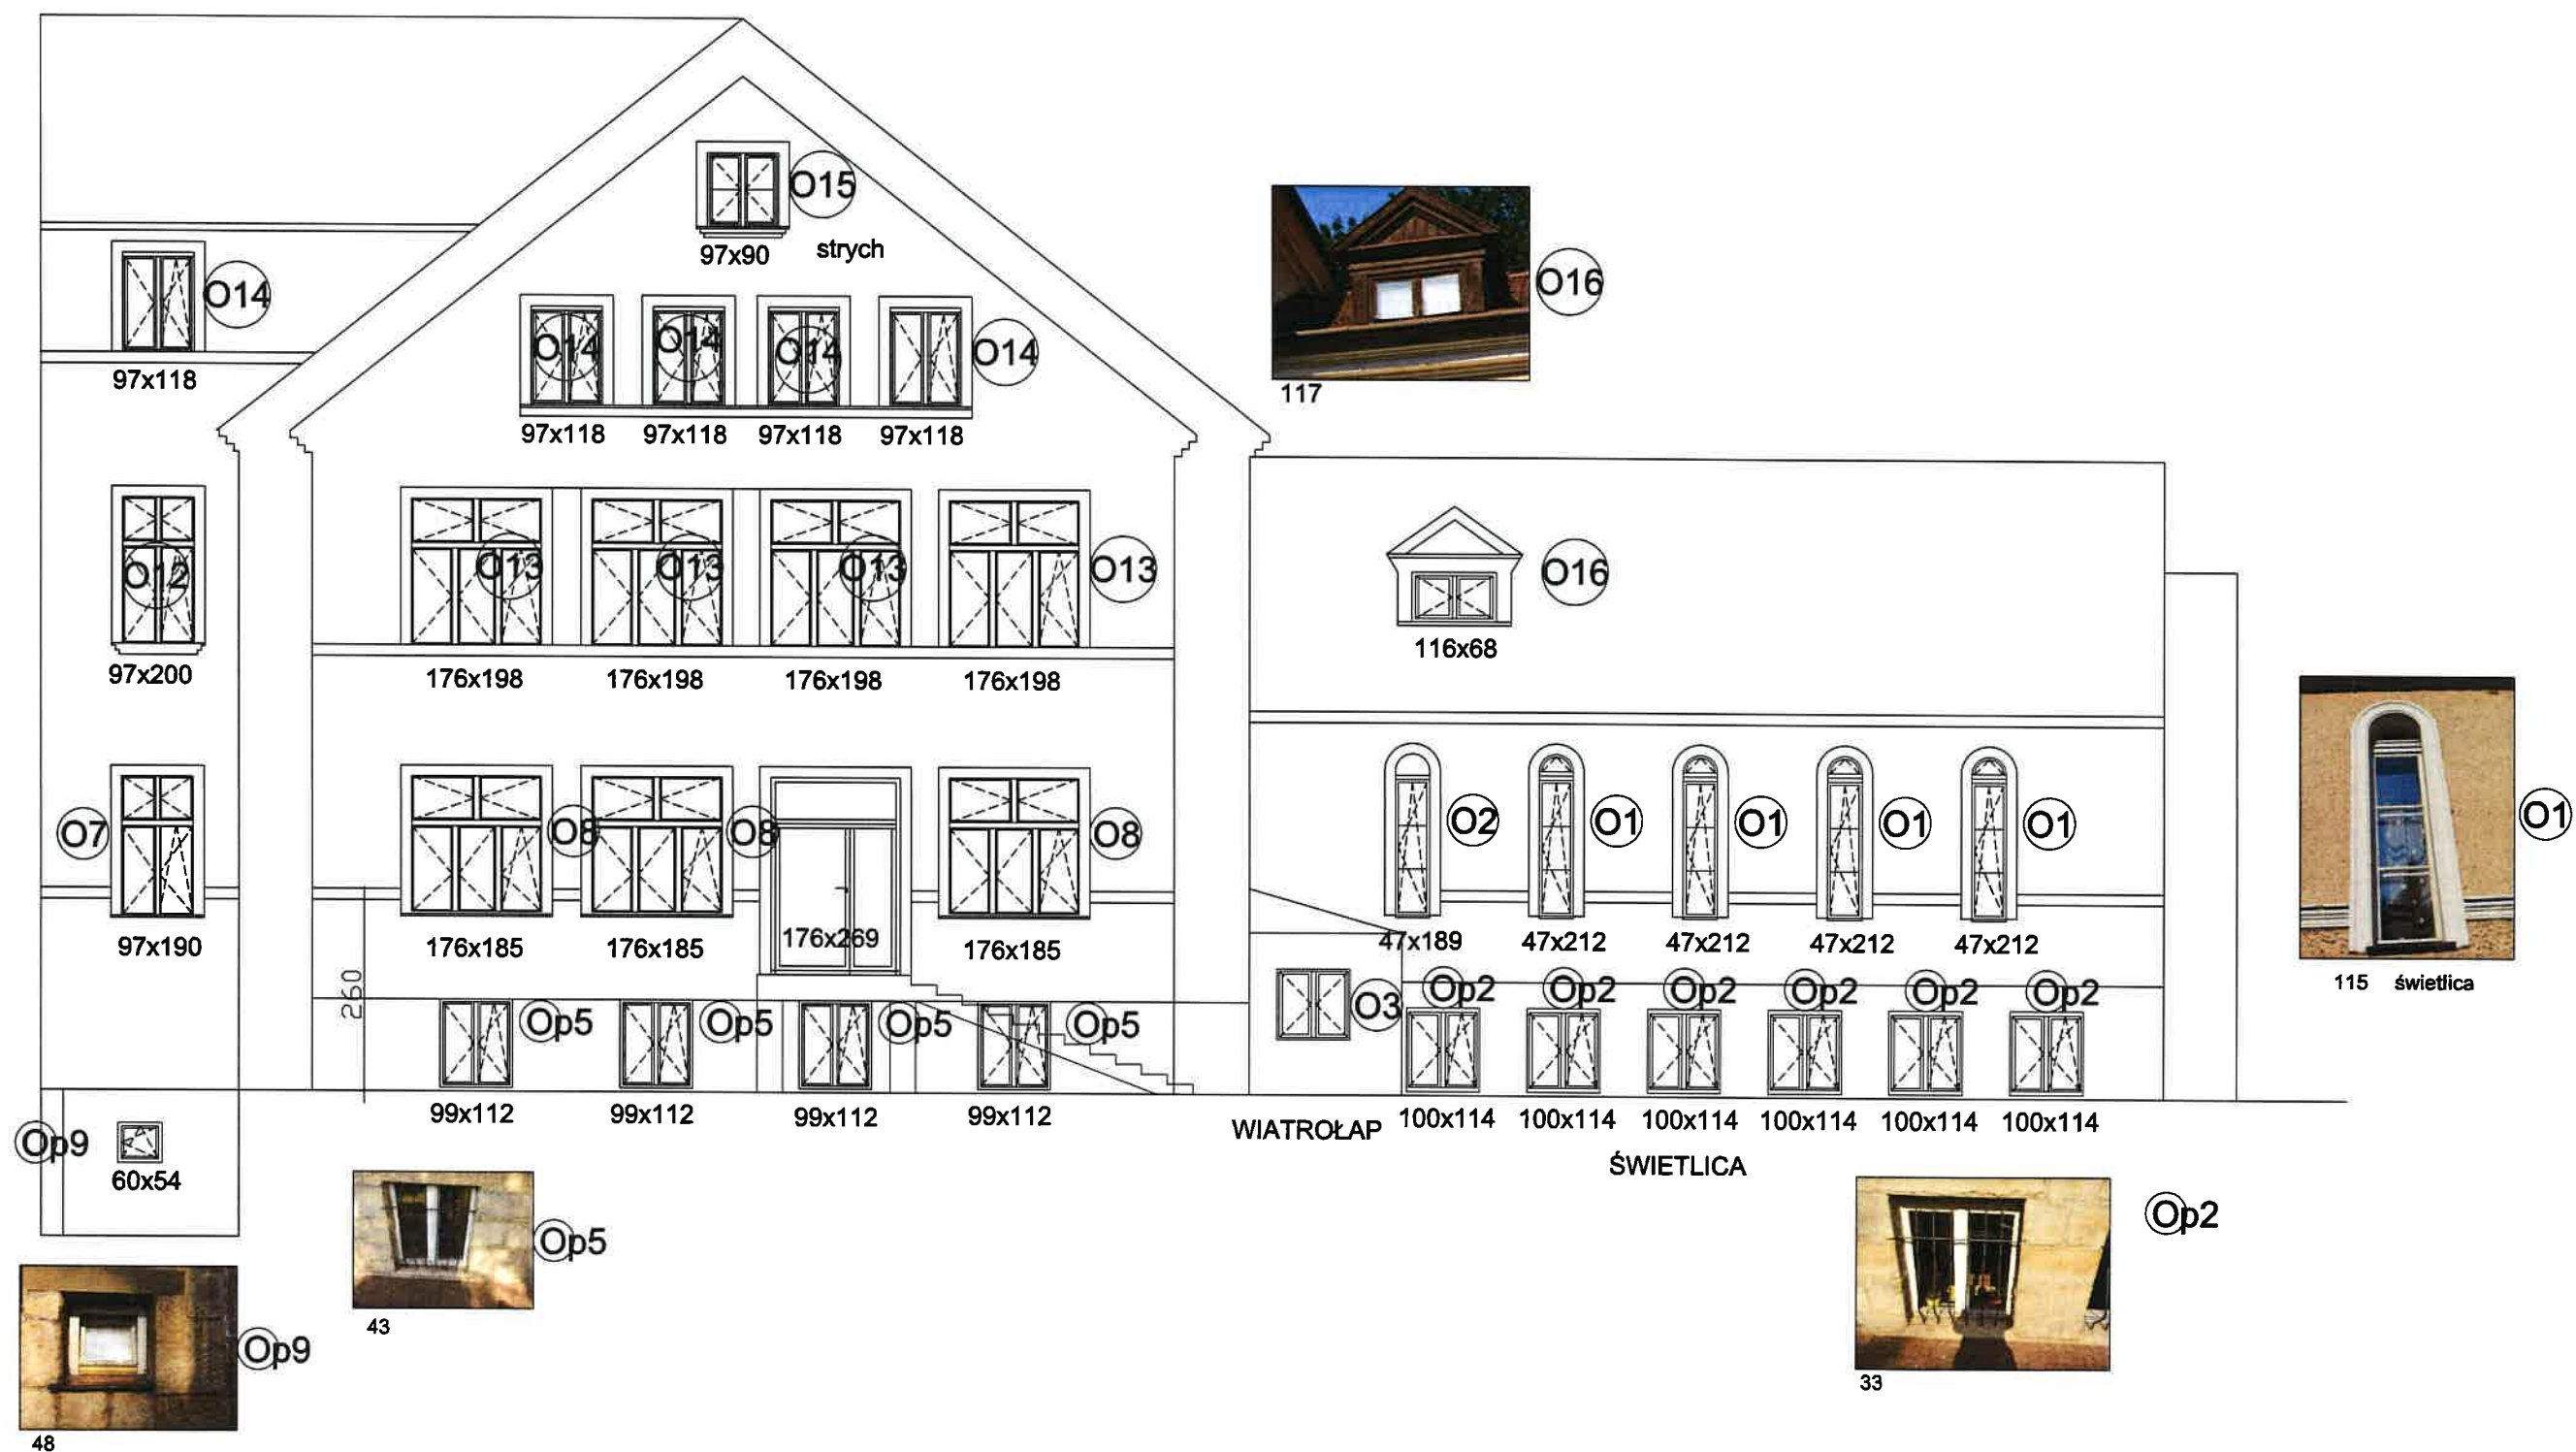 O15
97x90
strych
O14
97x118
O14
O14
O14
O14
97x118
97x118
97x118
97x118
O16
117
O12
97x200
O13
O13
O13
O13
176x198
176x198
176x198
176x198
O16
116x68
O7
97x190
O8
O8
O8
176x185
176x185
176x269
176x185
O2
O1
O1
O1
O1
47x189
47x212
47x212
47x212
47x212
O1
115 świetlica
260
Op5
Op5
Op5
Op5
99x112
99x112
99x112
99x112
O3
WIATROŁAP
Op2
Op2
Op2
Op2
Op2
Op2
100x114
100x114
100x114
100x114
100x114
100x114
ŚWIETLICA
Op9
60x54
Op5
43
Op9
48
Op2
33